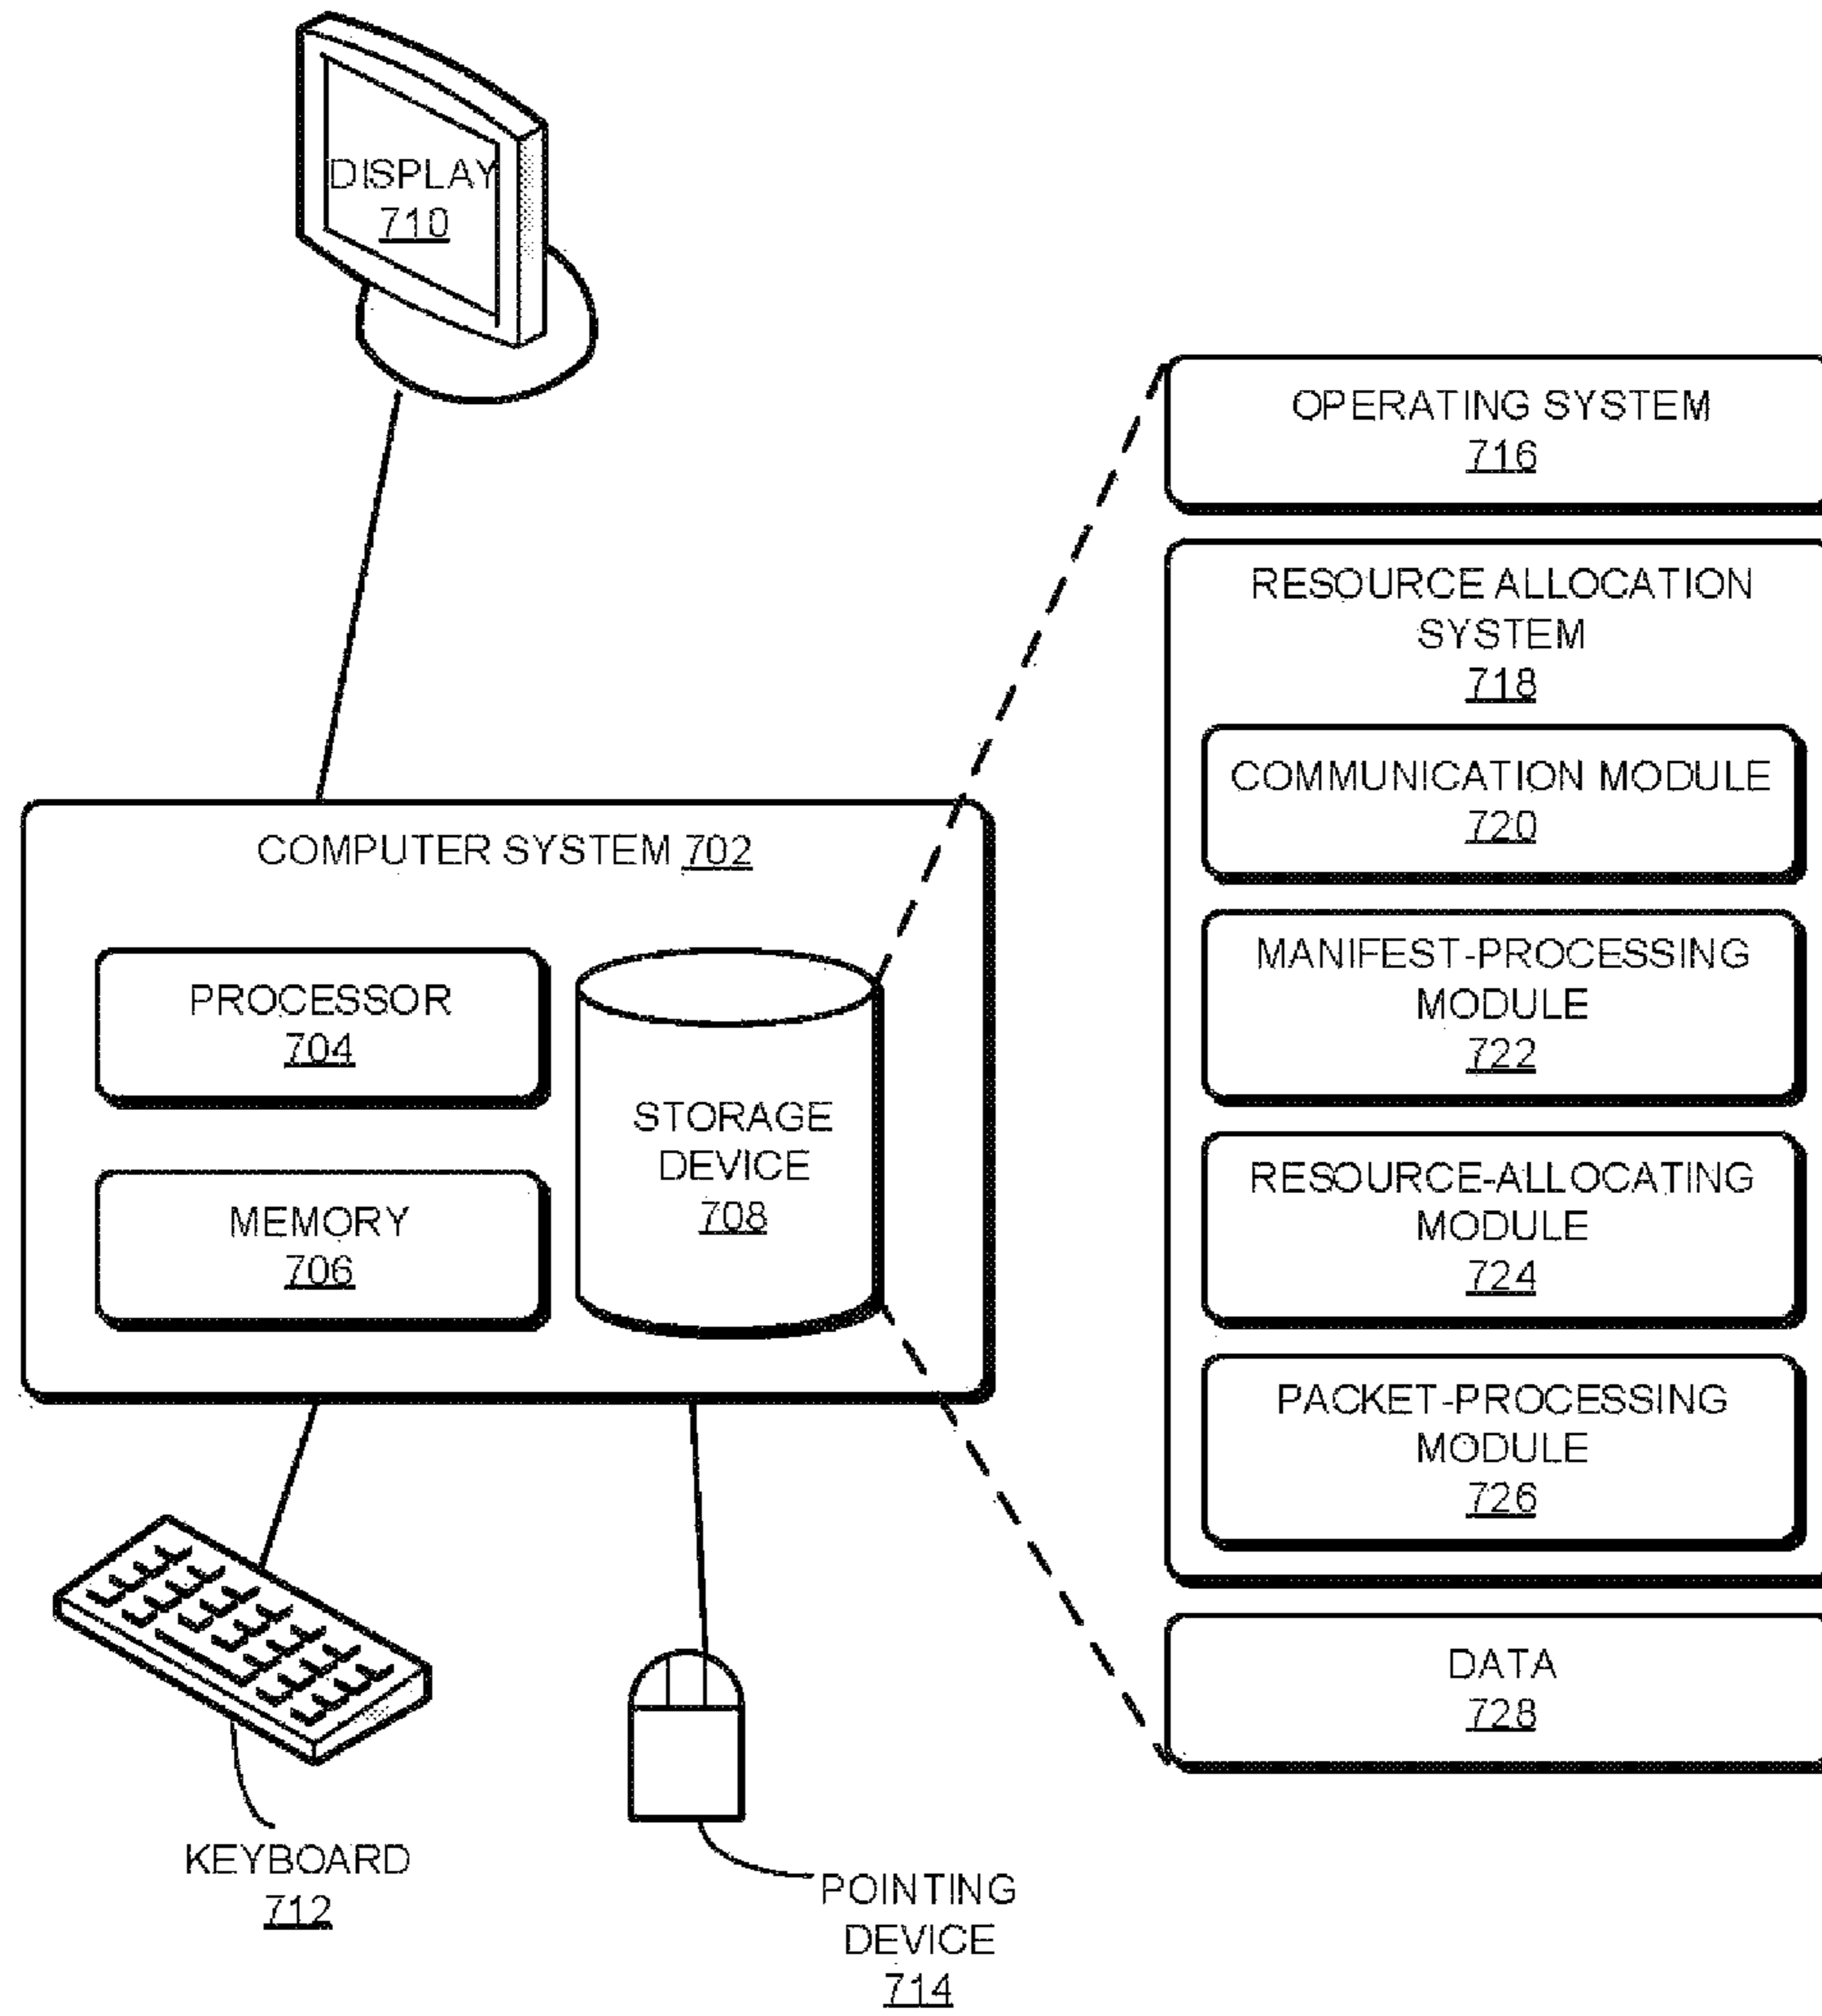 DISPLAY
710
COMPUTER SYSTEM 702
PROCESSOR
704
MEMORY
706
STORAGE
DEVICE
708
KEYBOARD
712
POINTING
DEVICE
714
OPERATING SYSTEM
716
RESOURCE ALLOCATION
SYSTEM
718
COMMUNICATION MODULE
720
MANIFEST-PROCESSING
MODULE
722
RESOURCE-ALLOCATING
MODULE
724
PACKET-PROCESSING
MODULE
726
DATA
728